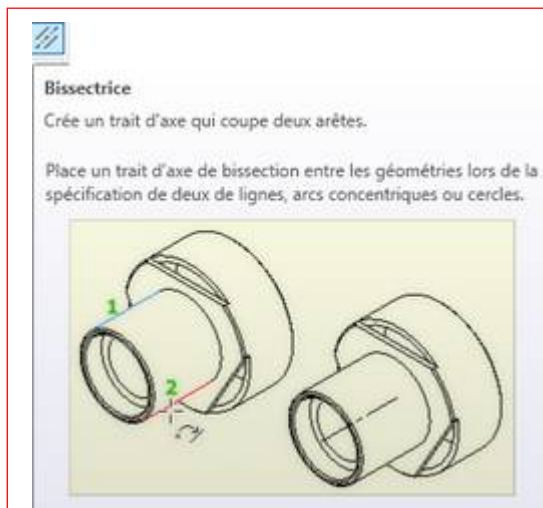 Bissectrice
Crée un trait d'axe qui coupe deux arêtes.
Place un trait d'axe de bissection entre les géométries lors de la
spécification de deux de lignes, arcs concentriques ou cercles.
1
2